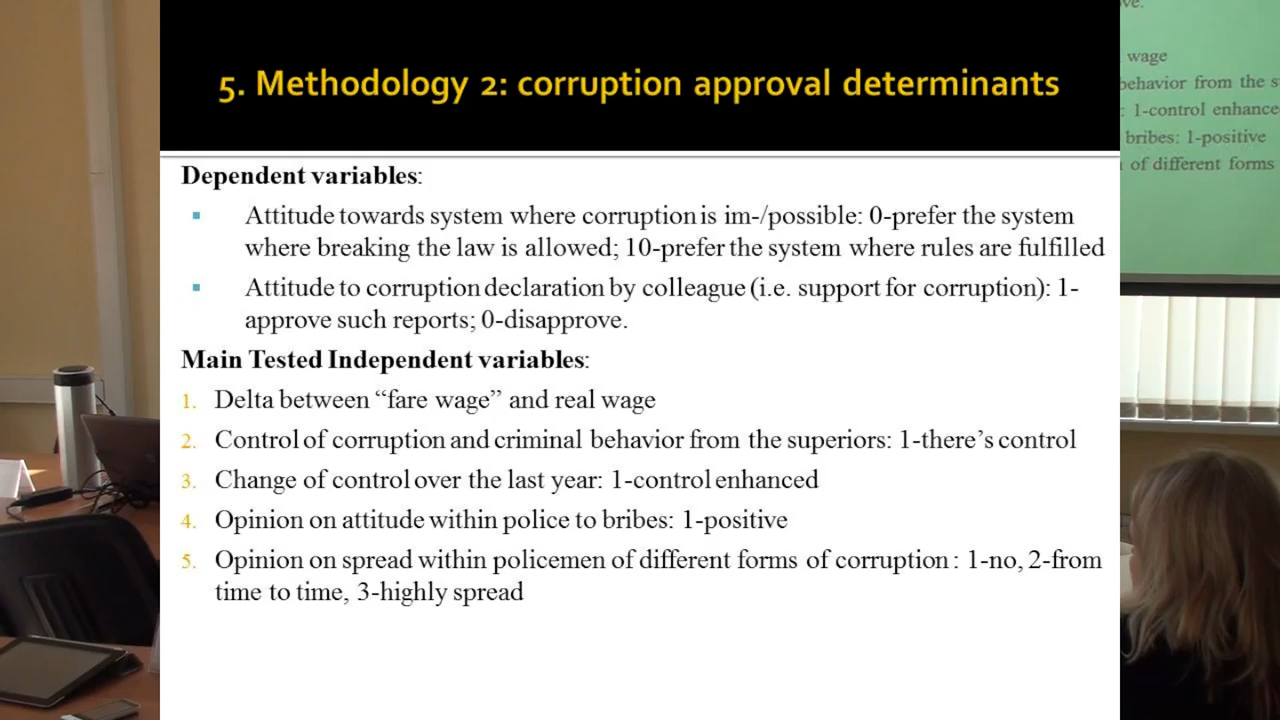 5. Methodology 2: corruption approval determinants
Dependent variables:
Attitude towards system where corruption is im-/possible: 0-prefer the system
where breaking the law is allowed; 10-prefer the system where rules are fulfilled
Attitude to corruption declaration by colleague (i.e. support for corruption): 1-
approve such reports; 0-disapprove.
Main Tested Independent variables:
1. Delta between “fare wage” and real wage
2. Control of corruption and criminal behavior from the superiors: 1-there’s control
3. Change of control over the last year: 1-control enhanced
4. Opinion on attitude within police to bribes: 1-positive
5. Opinion on spread within policemen of different forms of corruption : 1-no, 2-from
time to time, 3-highly spread
wage
behavior from the s
: 1-control enhance
bribes: 1-positive
of different forms